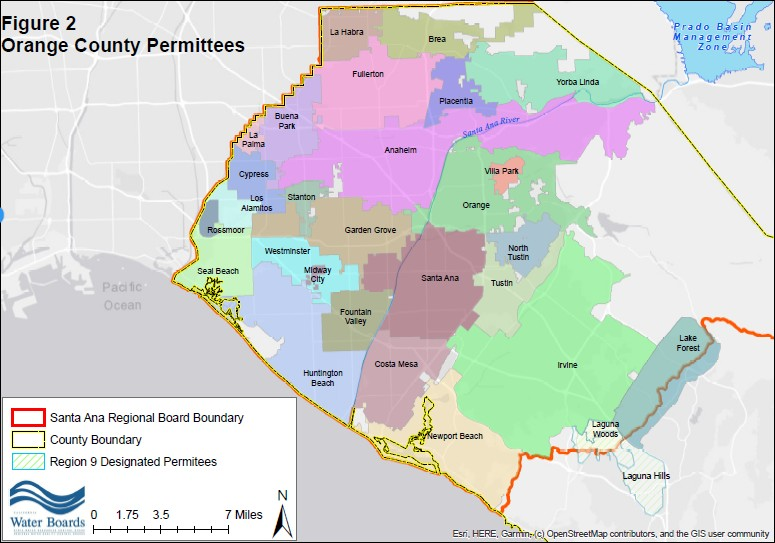 Figure 2
Orange County Permittees
Prado Basin
Management
Zone
La Habra
Brea
Fullerton
Yorba Linda
Placentia
Buena
Park
Santa Ana River
La
Palma
Anaheim
Villa Park
Cypress
Stanton
Los
Alamitos
Orange
Rossmoor
Garden Grove
North
Tustin
Westminster
Seal Beach
Midway
City
Santa Ana
Tustin
Pacific
Ocean
Fountain
Valley
Lake
Forest
Costa Mesa
Irvine
Huntington
Beach
Laguna
Woods
Newport Beach
Laguna Hills
Santa Ana Regional Board Boundary
County Boundary
Region 9 Designated Permitees
Water Boards
N
0 1.75 3.5 7 Miles
Esri, HERE, Garmin, (c) OpenStreetMap contributors, and the GIS user community